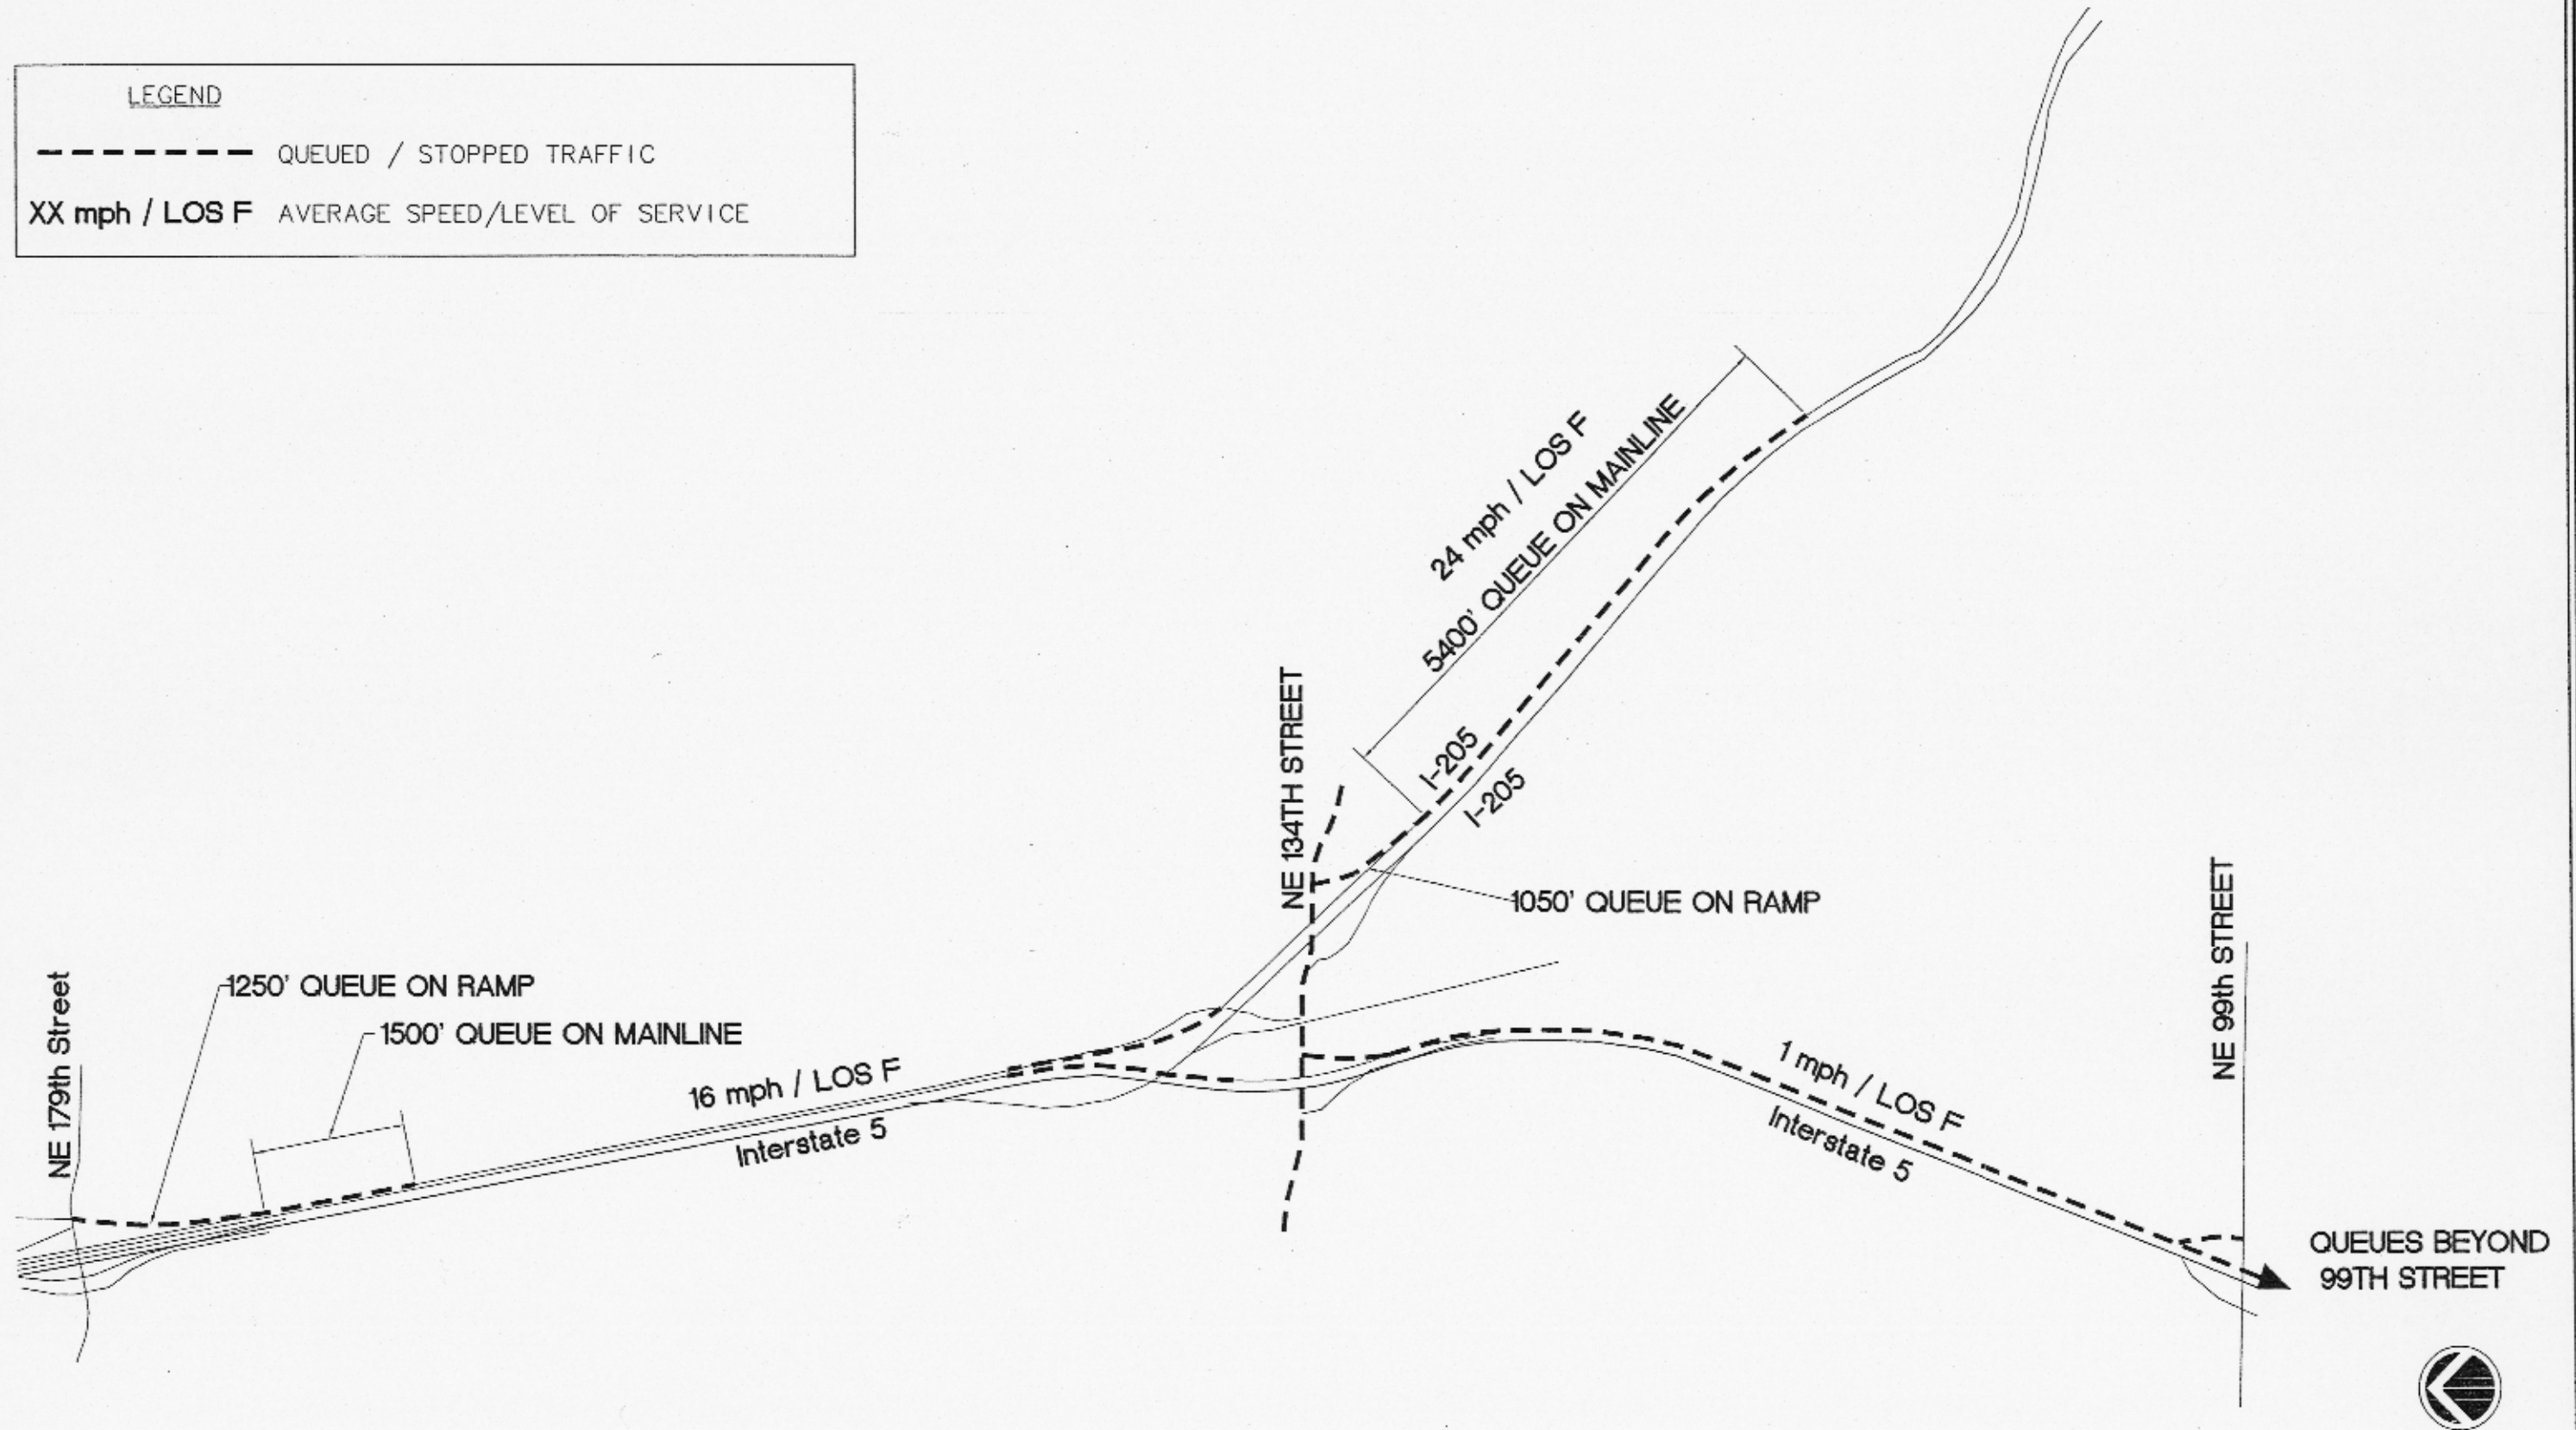 LEGEND
QUEUED / STOPPED TRAFFIC
XX mph / LOS F AVERAGE SPEED/LEVEL OF SERVICE
24 mph / LOS F
5400' QUEUE ON MAINLINE
I-205
I-205
NE 134TH STREET
1050' QUEUE ON RAMP
NE 99th STREET
NE 179th Street
1250' QUEUE ON RAMP
1500' QUEUE ON MAINLINE
16 mph / LOS F
Interstate 5
1 mph / LOS F
Interstate 5
QUEUES BEYOND
99TH STREET